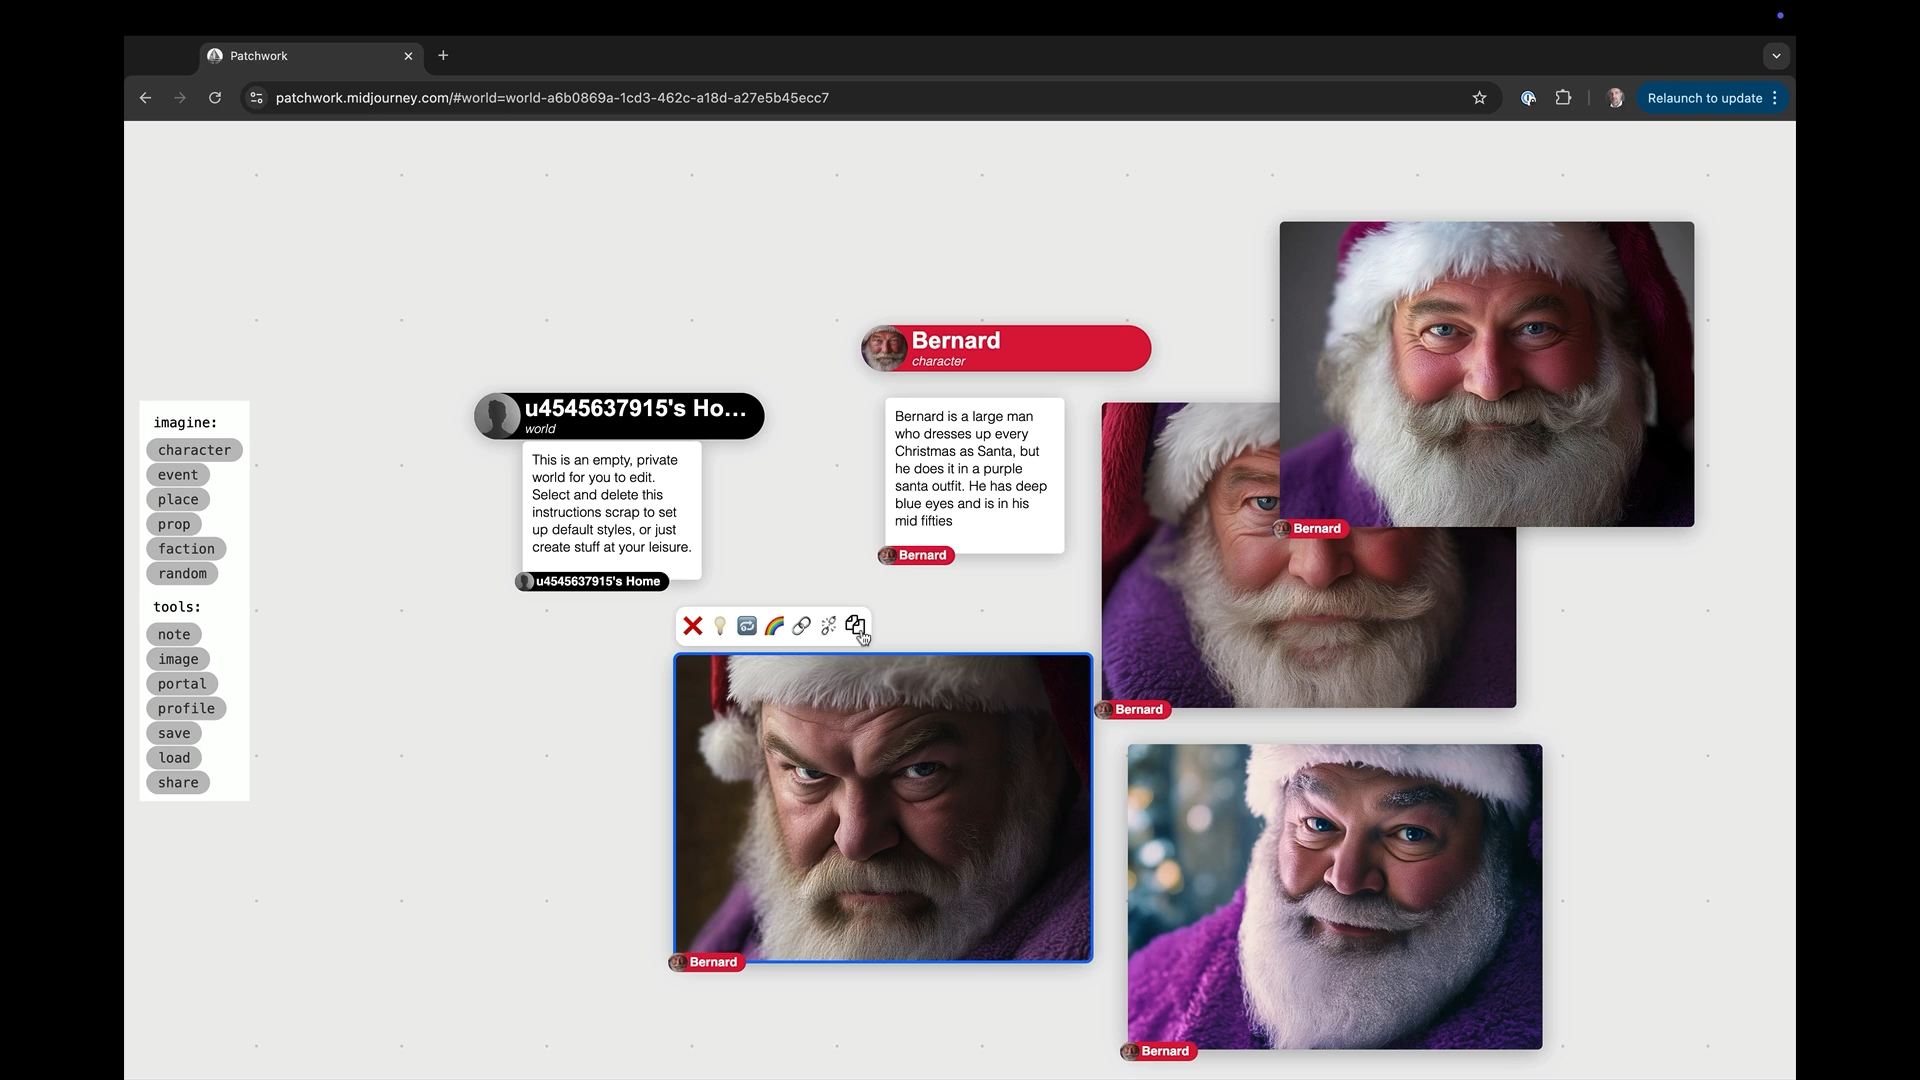 Patchwork
patchwork.midjourney.com/#world=world-a6b0869a-1cd3-462c-a18d-a27e5b45ecc7
Relaunch to update
imagine:
character
event
place
prop
faction
random
tools:
note
image
portal
profile
save
load
share
u4545637915's Ho...
world
This is an empty, private
world for you to edit.
Select and delete this
instructions scrap to set
up default styles, or just
create stuff at your leisure.
u4545637915's Home
Bernard
character
Bernard is a large man
who dresses up every
Christmas as Santa, but
he does it in a purple
santa outfit. He has deep
blue eyes and is in his
mid fifties
Bernard
Bernard
Bernard
Bernard
Bernard